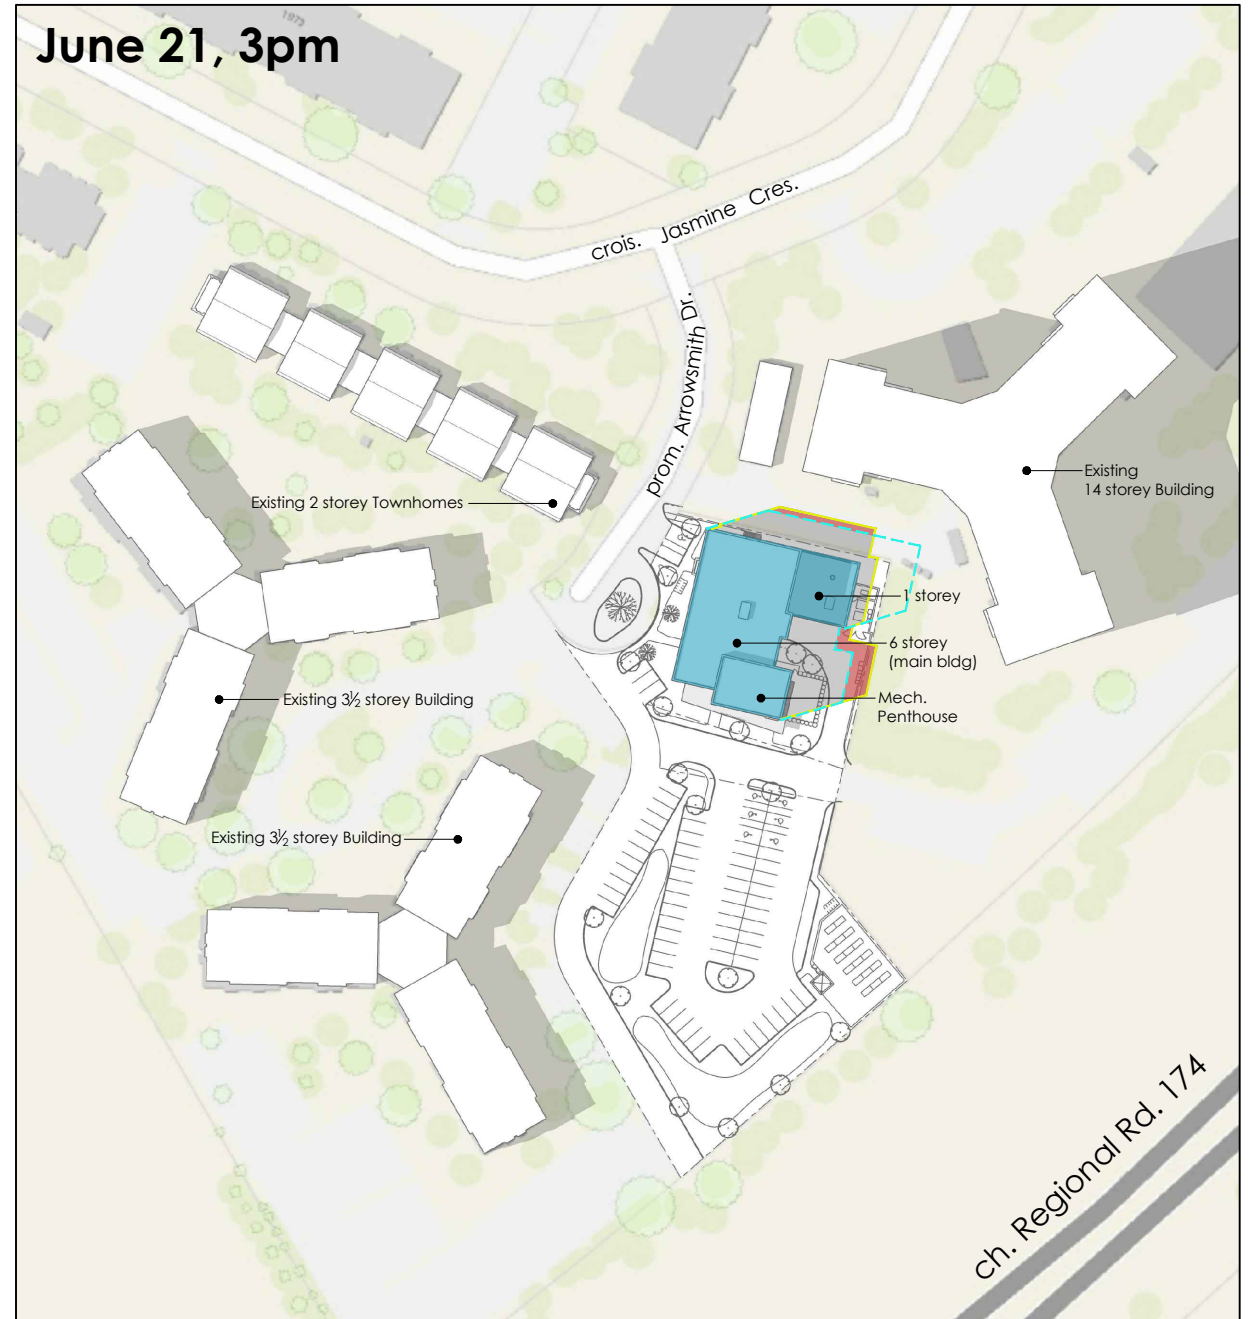 1973
June 21, 3pm
crois. Jasmine Cres.
prom. Arrowsmith Dr.
Existing
14 storey Building
Existing 2 storey Townhomes
1 storey
6 storey
(main bldg)
Existing 3½ storey Building
Mech.
Penthouse
Existing 3½ storey Building
ch. Regional Rd. 174